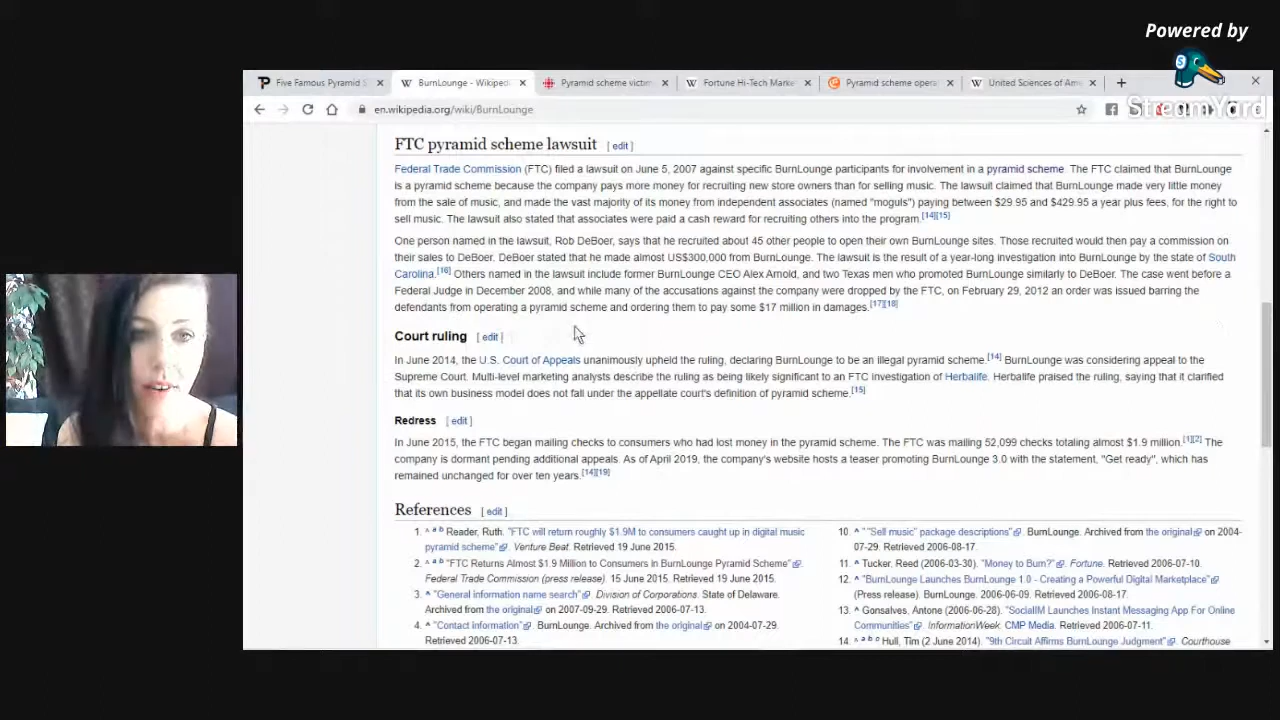 Powered by
StreamYard
Five Famous Pyramid S
BurnLounge - Wikiped
Pyramid scheme victim
Fortune Hi-Tech Marke
Pyramid scheme opera
United Sciences of Ame
en.wikipedia.org/wiki/BurnLounge
FTC pyramid scheme lawsuit [ edit ]
Federal Trade Commission (FTC) filed a lawsuit on June 5, 2007 against specific BurnLounge participants for involvement in a pyramid scheme. The FTC claimed that BurnLounge
is a pyramid scheme because the company pays more money for recruiting new store owners than for selling music. The lawsuit claimed that BurnLounge made very little money
from the sale of music, and made the vast majority of its money from independent associates (named "moguls") paying between $29.95 and $429.95 a year plus fees, for the right to
sell music. The lawsuit also stated that associates were paid a cash reward for recruiting others into the program.[14][15]
One person named in the lawsuit, Rob DeBoer, says that he recruited about 45 other people to open their own BurnLounge sites. Those recruited would then pay a commission on
their sales to DeBoer. DeBoer stated that he made almost US$300,000 from BurnLounge. The lawsuit is the result of a year-long investigation into BurnLounge by the state of South
Carolina.[16] Others named in the lawsuit include former BurnLounge CEO Alex Arnold, and two Texas men who promoted BurnLounge similarly to DeBoer. The case went before a
Federal Judge in December 2008, and while many of the accusations against the company were dropped by the FTC, on February 29, 2012 an order was issued barring the
defendants from operating a pyramid scheme and ordering them to pay some $17 million in damages.[17][18]
Court ruling [ edit ]
In June 2014, the U.S. Court of Appeals unanimously upheld the ruling, declaring BurnLounge to be an illegal pyramid scheme.[14] BurnLounge was considering appeal to the
Supreme Court. Multi-level marketing analysts describe the ruling as being likely significant to an FTC investigation of Herbalife. Herbalife praised the ruling, saying that it clarified
that its own business model does not fall under the appellate court's definition of pyramid scheme.[15]
Redress [ edit ]
In June 2015, the FTC began mailing checks to consumers who had lost money in the pyramid scheme. The FTC was mailing 52,099 checks totaling almost $1.9 million.[1][2] The
company is dormant pending additional appeals. As of April 2019, the company's website hosts a teaser promoting BurnLounge 3.0 with the statement, "Get ready", which has
remained unchanged for over ten years.[14][19]
References [ edit ]
1. ^ a b Reader, Ruth. "FTC will return roughly $1.9M to consumers caught up in digital music
pyramid scheme". Venture Beat. Retrieved 19 June 2015.
2. ^ a b "FTC Returns Almost $1.9 Million to Consumers in BurnLounge Pyramid Scheme".
Federal Trade Commission (press release). 15 June 2015. Retrieved 19 June 2015.
3. ^ "General information name search". Division of Corporations. State of Delaware.
Archived from the original on 2007-09-29. Retrieved 2006-07-13.
4. ^ "Contact information". BurnLounge. Archived from the original on 2004-07-29.
Retrieved 2006-07-13.
10. ^ ""Sell music" package descriptions". BurnLounge. Archived from the original on 2004-
07-29. Retrieved 2006-08-17.
11. ^ Tucker, Reed (2006-03-30). "Money to Burn?". Fortune. Retrieved 2006-07-10.
12. ^ "BurnLounge Launches BurnLounge 1.0 - Creating a Powerful Digital Marketplace"
(Press release). BurnLounge. 2006-06-09. Retrieved 2006-08-17.
13. ^ Gonsalves, Antone (2006-06-28). "SocialIM Launches Instant Messaging App For Online
Communities". InformationWeek. CMP Media. Retrieved 2006-07-11.
14. ^ a b c Hull, Tim (2 June 2014). "9th Circuit Affirms BurnLounge Judgment". Courthouse